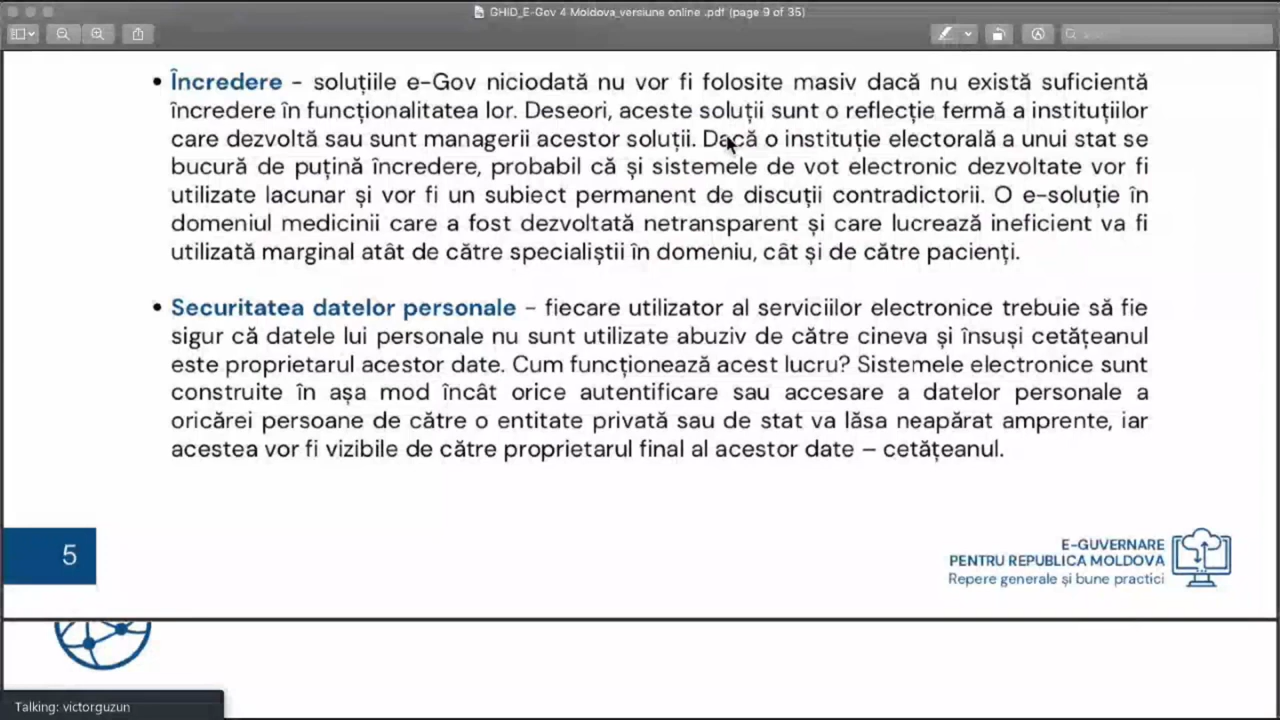 GHID_E-Gov 4 Moldova_versiune online .pdf (page 9 of 35)
• Încredere - soluțiile e-Gov niciodată nu vor fi folosite masiv dacă nu există suficientă
încredere în funcționalitatea lor. Deseori, aceste soluții sunt o reflecție fermă a instituțiilor
care dezvoltă sau sunt managerii acestor soluții. Dacă o instituție electorală a unui stat se
bucură de puțină încredere, probabil că și sistemele de vot electronic dezvoltate vor fi
utilizate lacunar și vor fi un subiect permanent de discuții contradictorii. O e-soluție în
domeniul medicinii care a fost dezvoltată netransparent și care lucrează ineficient va fi
utilizată marginal atât de către specialiștii în domeniu, cât și de către pacienți.
• Securitatea datelor personale - fiecare utilizator al serviciilor electronice trebuie să fie
sigur că datele lui personale nu sunt utilizate abuziv de către cineva și însuși cetățeanul
este proprietarul acestor date. Cum funcționează acest lucru? Sistemele electronice sunt
construite în așa mod încât orice autentificare sau accesare a datelor personale a
oricărei persoane de către o entitate privată sau de stat va lăsa neapărat amprente, iar
acestea vor fi vizibile de către proprietarul final al acestor date – cetățeanul.
5
E-GUVERNARE
PENTRU REPUBLICA MOLDOVA
Repere generale și bune practici
Talking: victorguzun